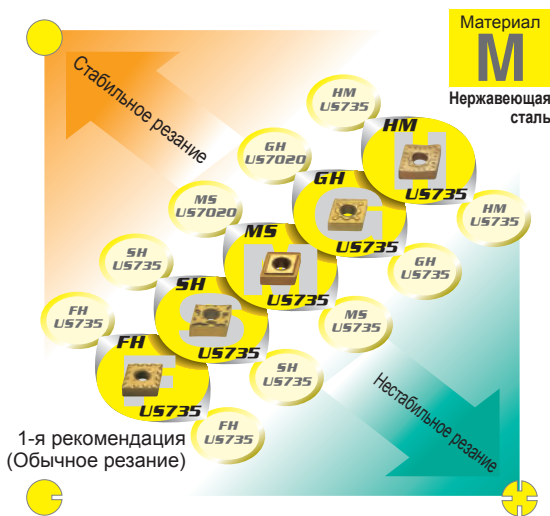 Материал
M
Нержавеющая
сталь
Стабильное резание
HM
US735
HM
US735
GH
US7020
GH
US735
HM
US735
MS
US7020
MS
US735
GH
US735
SH
US735
SH
US735
MS
US735
FH
US735
FH
US735
SH
US735
FH
US735
Нестабильное резание
1-я рекомендация
(Обычное резание)